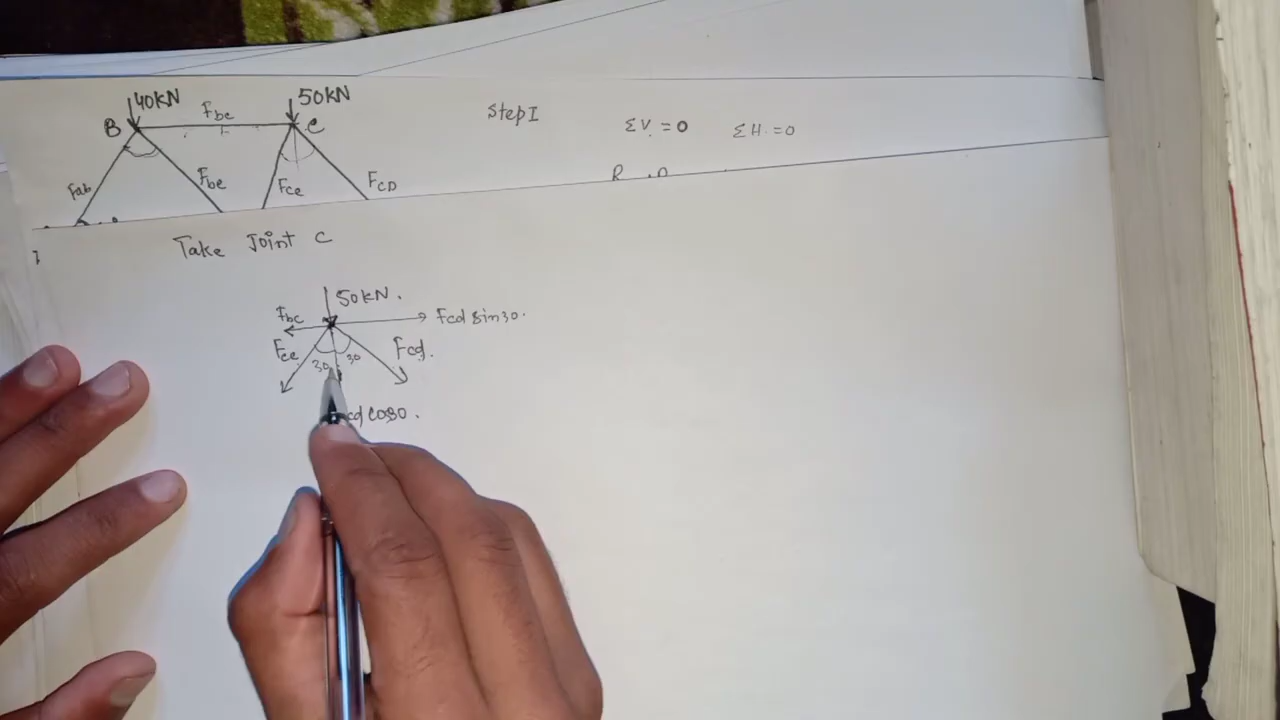 40KN
50KN
B
Fbe
C
Step I
ΣV. = 0
ΣH. = 0
Fab
Fbe
Fce
FCD
R
Take Joint C
50KN.
Fbc
Fcd sin30.
Fce
Fcd.
30
30
cd cos30.